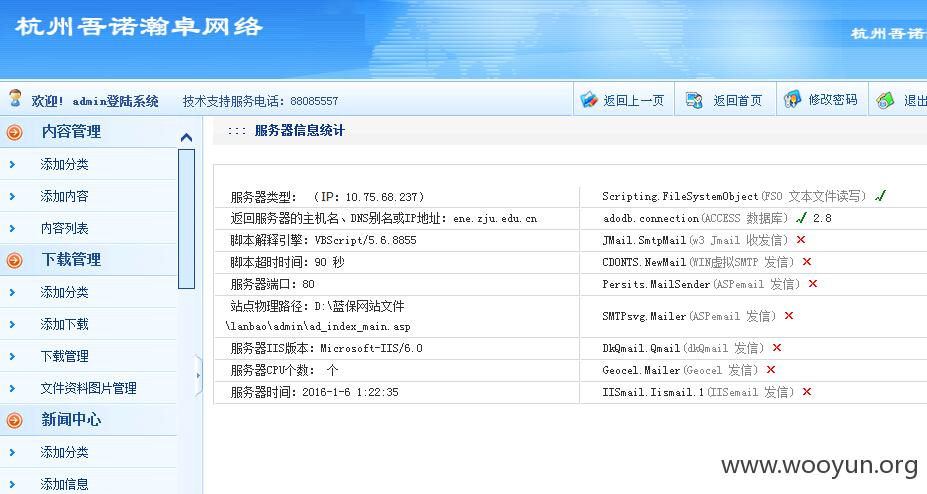 杭州吾诺瀚卓网络
杭州吾诺
欢迎! admin登陆系统 技术支持服务电话: 88085557 返回上一页 返回首页 修改密码 退出
内容管理
添加分类
添加内容
内容列表
下载管理
添加分类
添加下载
下载管理
文件资料图片管理
新闻中心
添加分类
添加信息
::: 服务器信息统计
服务器类型: (IP: 10.75.68.237) Scripting.FileSystemObject(FSO 文本文件读写) ✓
返回服务器的主机名、DNS别名或IP地址: ene.zju.edu.cn adodb.connection(ACCESS 数据库) ✓ 2.8
脚本解释引擎: VBScript/5.6.8855 JMail.SmtpMail(w3 Jmail 收发信) ×
脚本超时时间: 90 秒 CDONTS.NewMail(WIN虚拟SMTP 发信) ×
服务器端口: 80 Persits.MailSender(ASPemail 发信) ×
站点物理路径: D:\蓝保网站文件
\lanbao\admin\ad_index_main.asp SMTPsvg.Mailer(ASPemail 发信) ×
服务器IIS版本: Microsoft-IIS/6.0 DkQmail.Qmail(dkQmail 发信) ×
服务器CPU个数: 个 Geocel.Mailer(Geocel 发信) ×
服务器时间: 2016-1-6 1:22:35 IISmail.Iismail.1(IISemail 发信) ×
www.wooyun.org